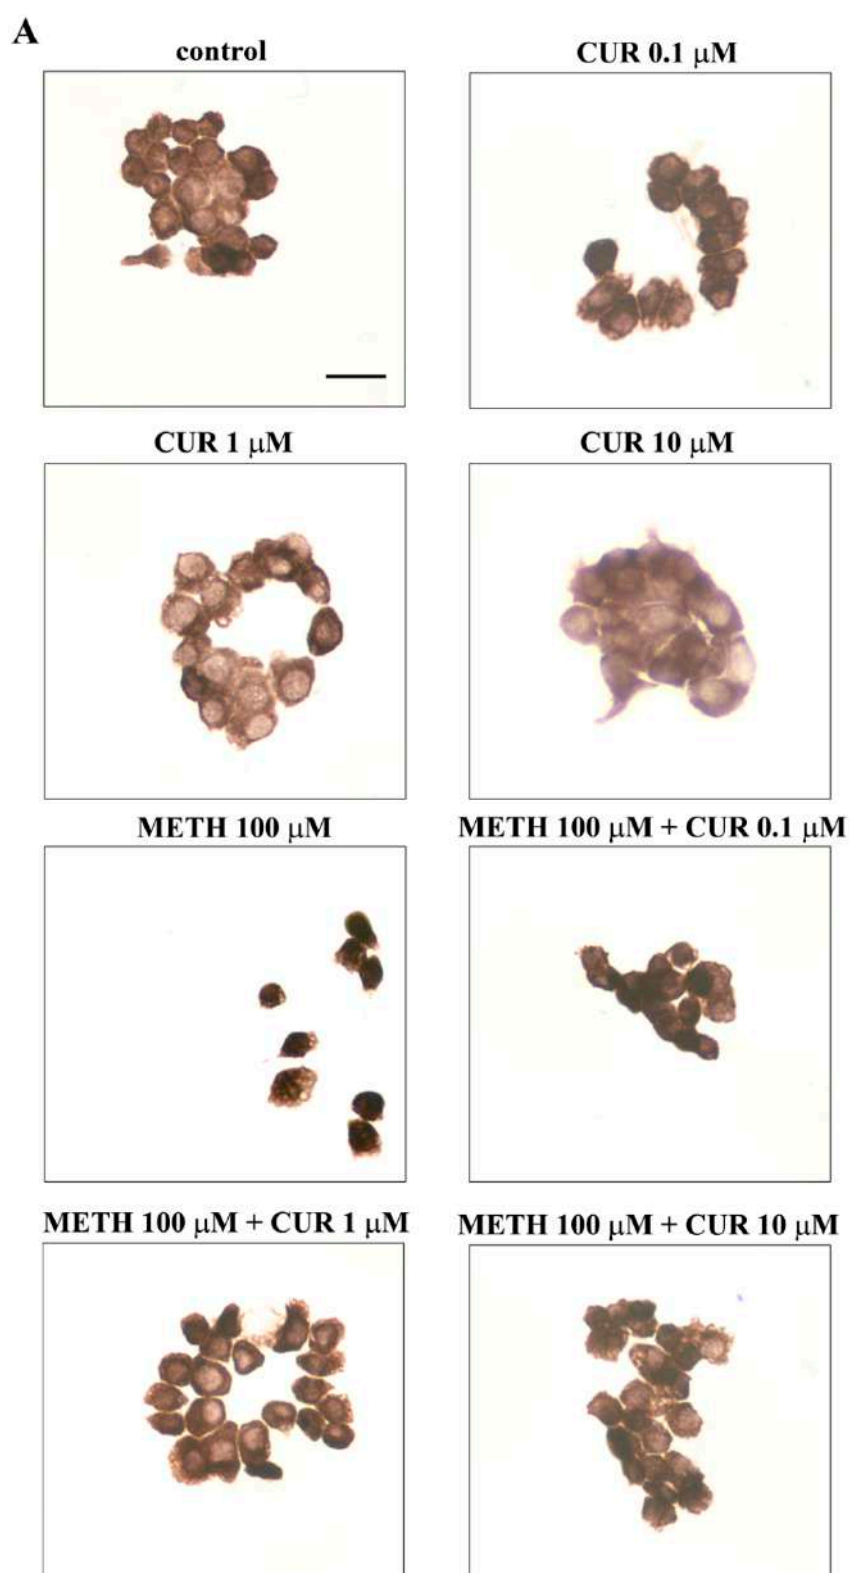 A
control
CUR 0.1 μM
CUR 1 μM
CUR 10 μM
METH 100 μM
METH 100 μM + CUR 0.1 μM
METH 100 μM + CUR 1 μM
METH 100 μM + CUR 10 μM